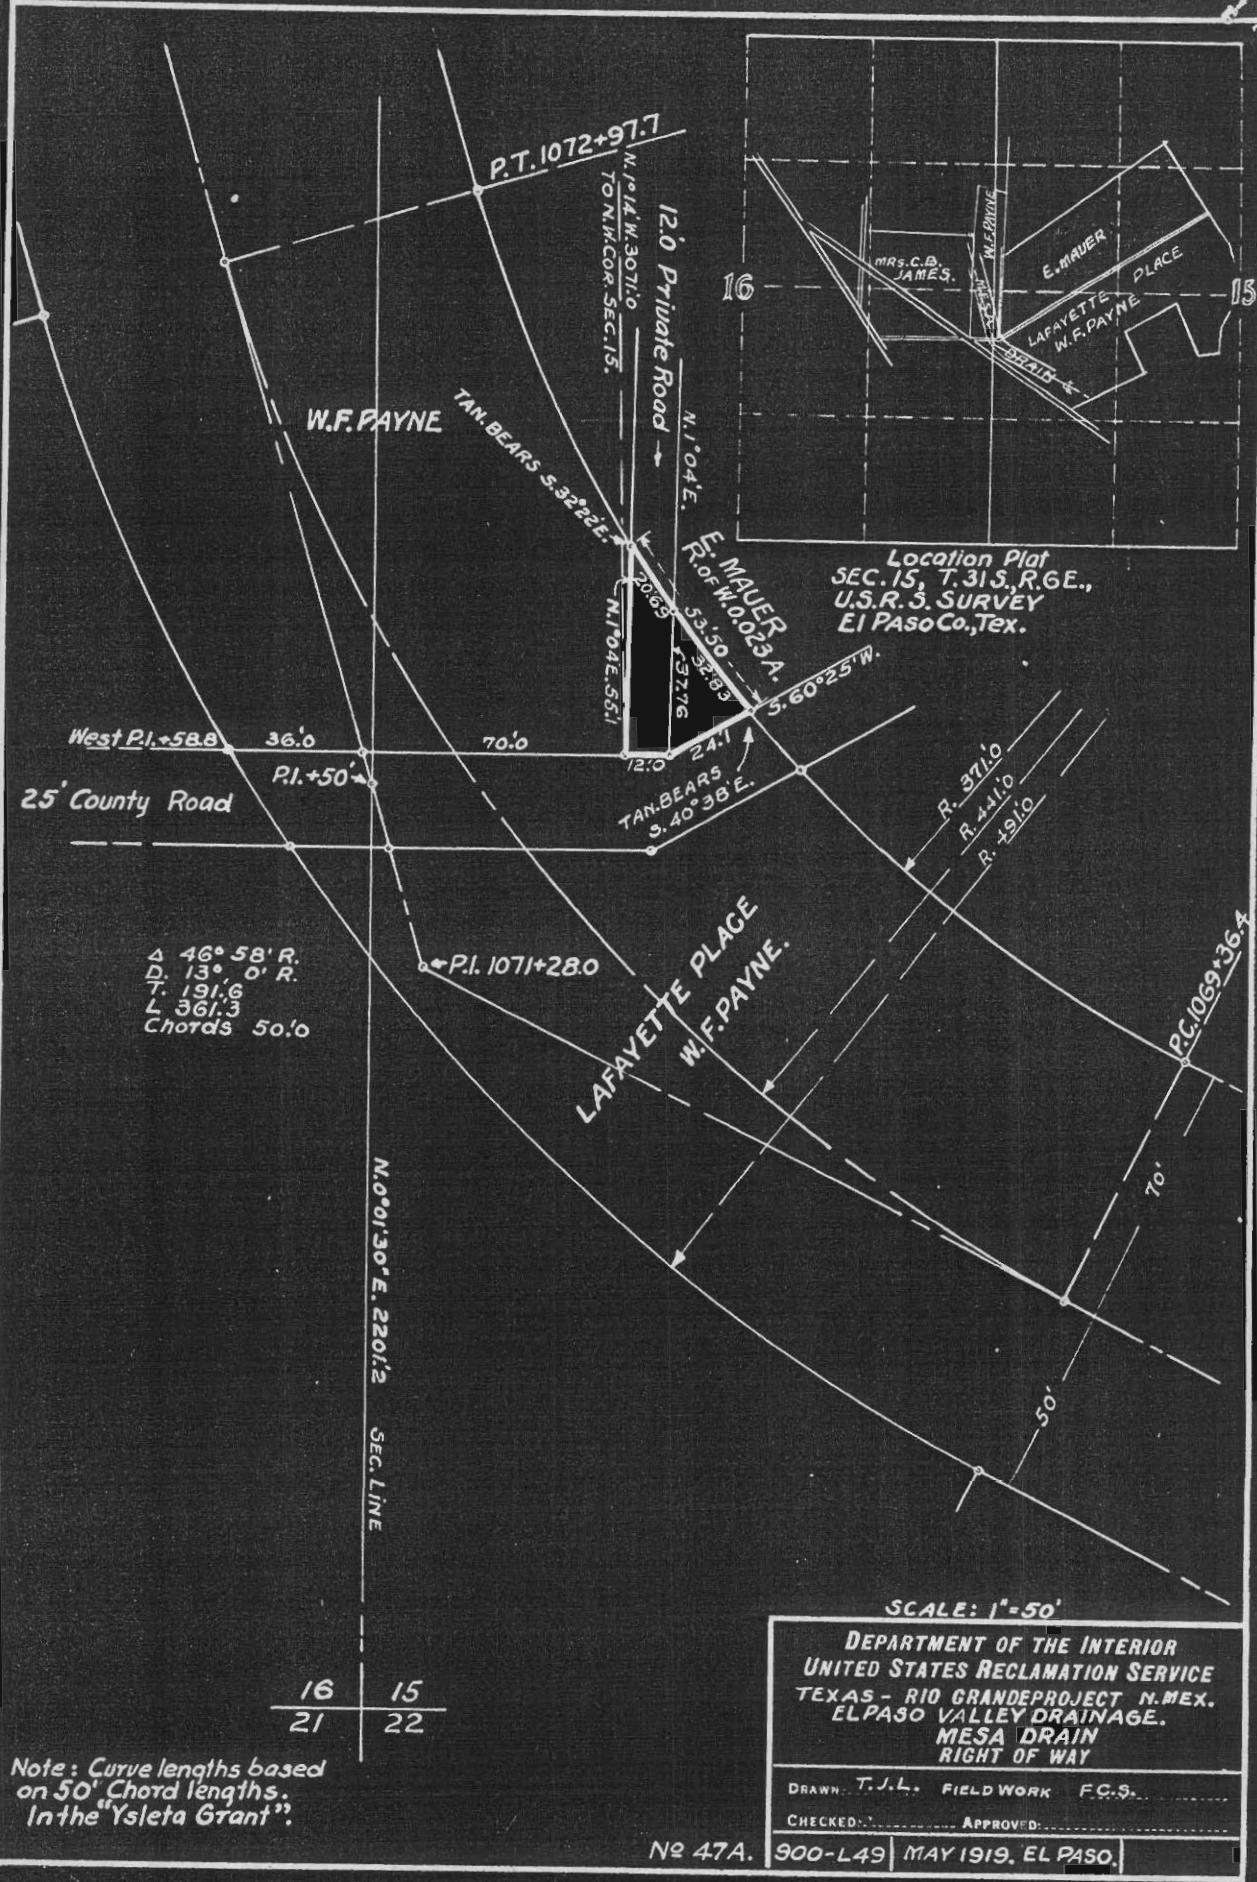 P.T. 1072+97.7
N.1°14'W.3071.0
TO N.W.COR. SEC.15.
12.'0 Private Road
N.1°04'E.
W.F. PAYNE
TAN. BEARS S.32°22'E.
E. MAUER
R. OF W. 0.023 A.
20.69
53.50
32.83
37.76
N.1°04'E. 55.1
S.60°25'W.
West P.I.+58.8
36.'0
70.'0
12.'0
24.1
P.I.+50'
25' County Road
TAN. BEARS
S.40°38'E.
R. 371.'0
R. 441.'0
R. 491.'0
Δ 46° 58' R.
D. 13°, 0' R.
T. 191.'6
L 361.'3
Chords 50.'0
P.I. 1071+28.0
LAFAYETTE PLACE
W. F. PAYNE.
P.C. 1069+36.4
70'
50'
N.0°01'30"E. 2201.'2 SEC. LINE
16 15
21 22
16
15
MRS. C.B.
JAMES.
W.F. PAYNE
MESA
DRAIN
E. MAUER
LAFAYETTE PLACE
W. F. PAYNE
Location Plat
SEC. 15, T. 31 S., R. 6 E.,
U.S.R.S. SURVEY
El Paso Co., Tex.
Note: Curve lengths based
on 50' Chord lengths.
In the "Ysleta Grant".
SCALE: 1"=50'
DEPARTMENT OF THE INTERIOR
UNITED STATES RECLAMATION SERVICE
TEXAS - RIO GRANDE PROJECT N.MEX.
EL PASO VALLEY DRAINAGE.
MESA DRAIN
RIGHT OF WAY
DRAWN: T.J.L. FIELD WORK F.C.S.
CHECKED: APPROVED:
No 47A. 900-L49 MAY 1919. EL PASO.